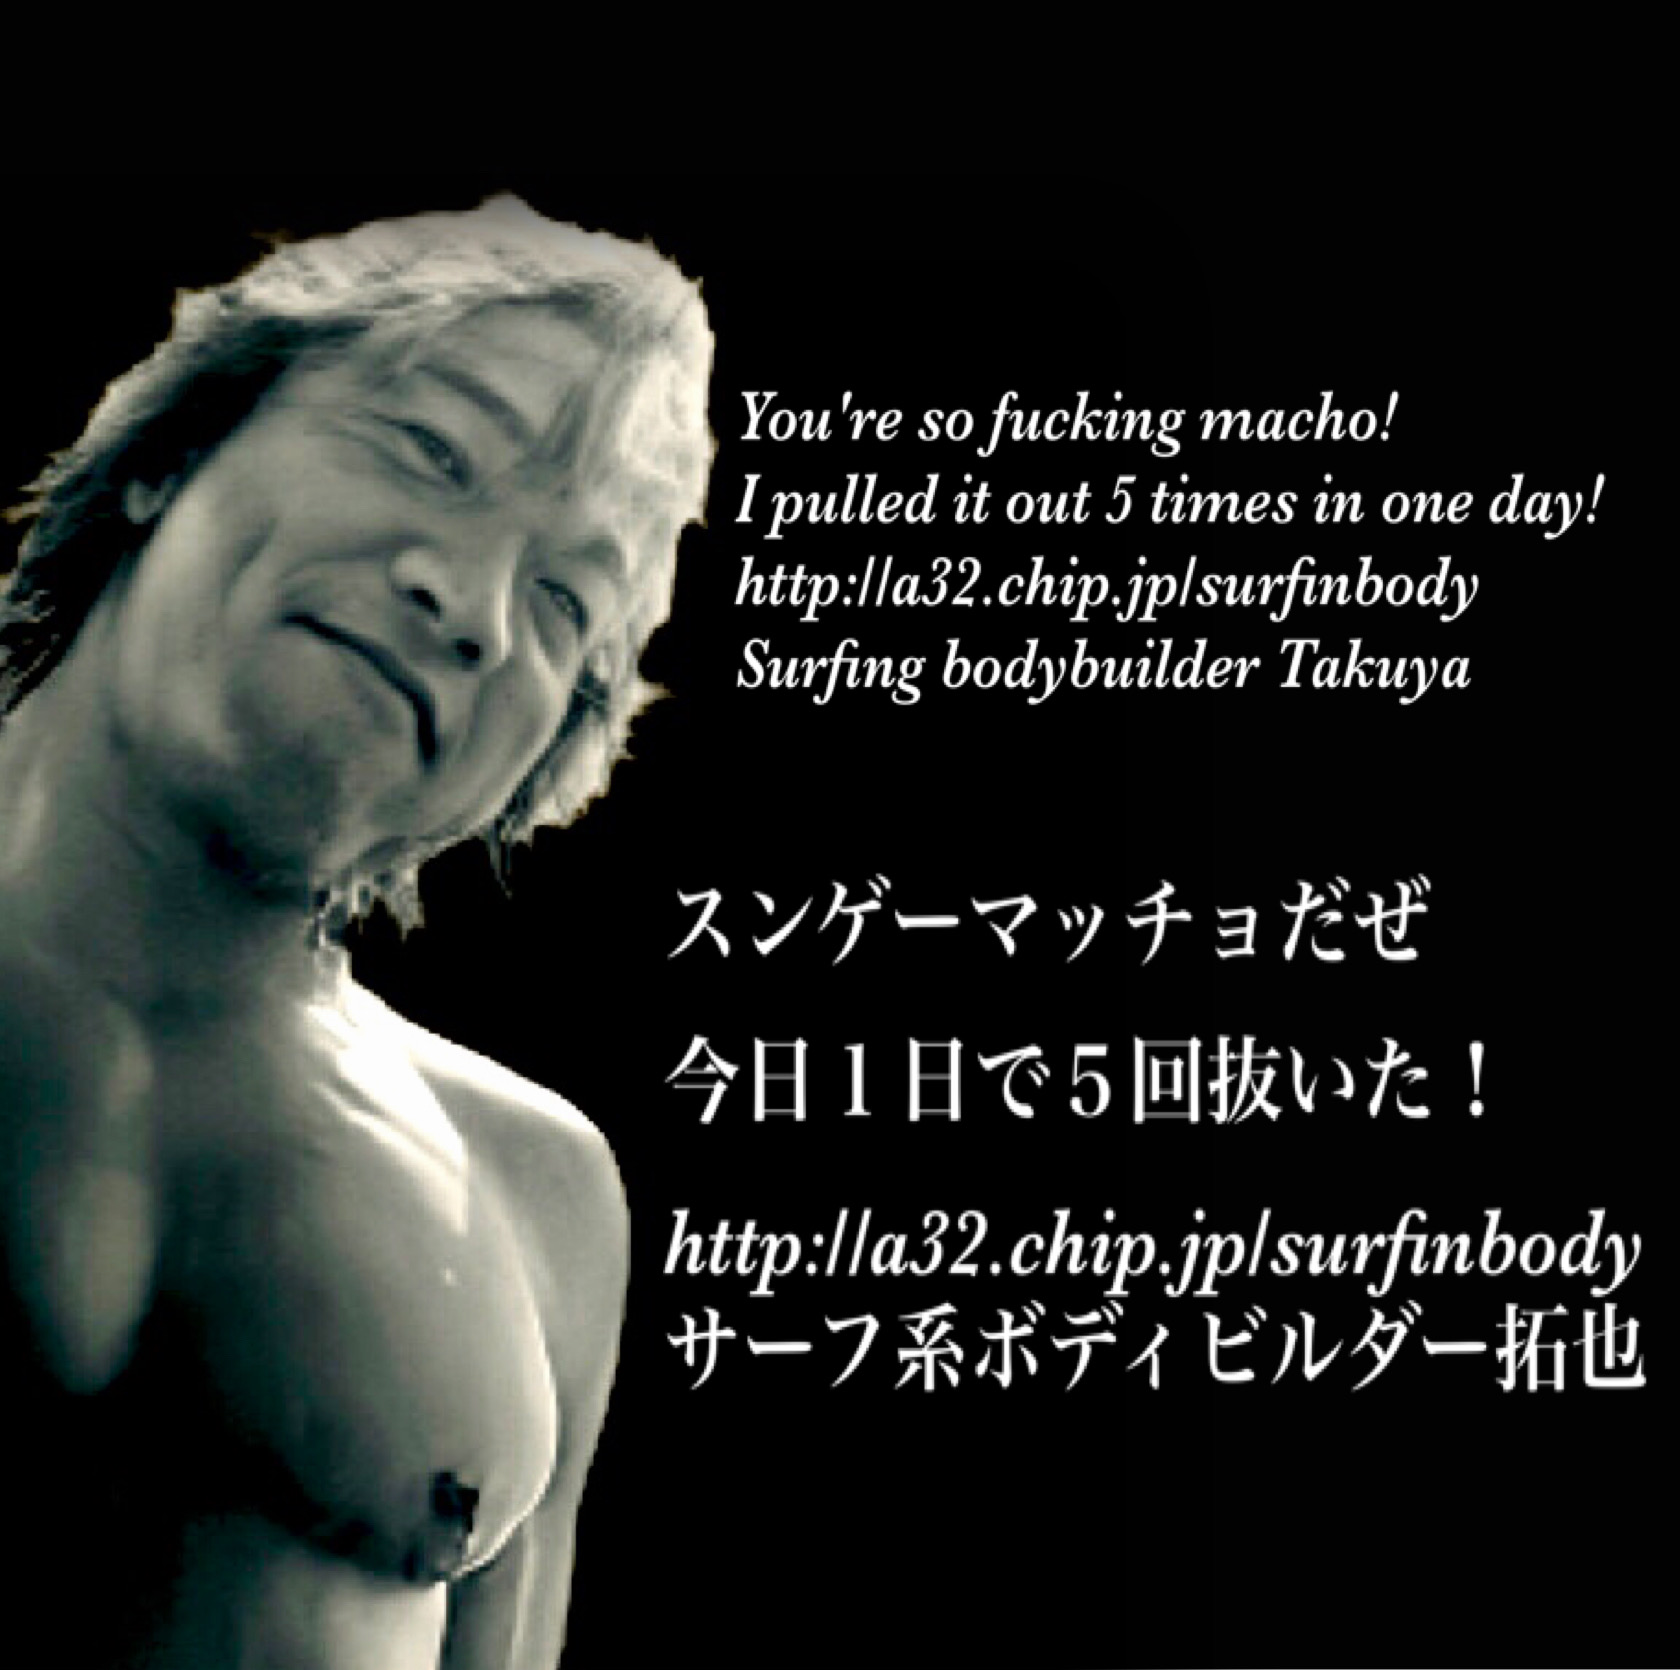 You're so fucking macho!
I pulled it out 5 times in one day!
http://a32.chip.jp/surfinbody
Surfing bodybuilder Takuya
スンゲーマッチョだぜ
今日１日で５回抜いた！
http://a32.chip.jp/surfinbody
サーフ系ボディビルダー拓也